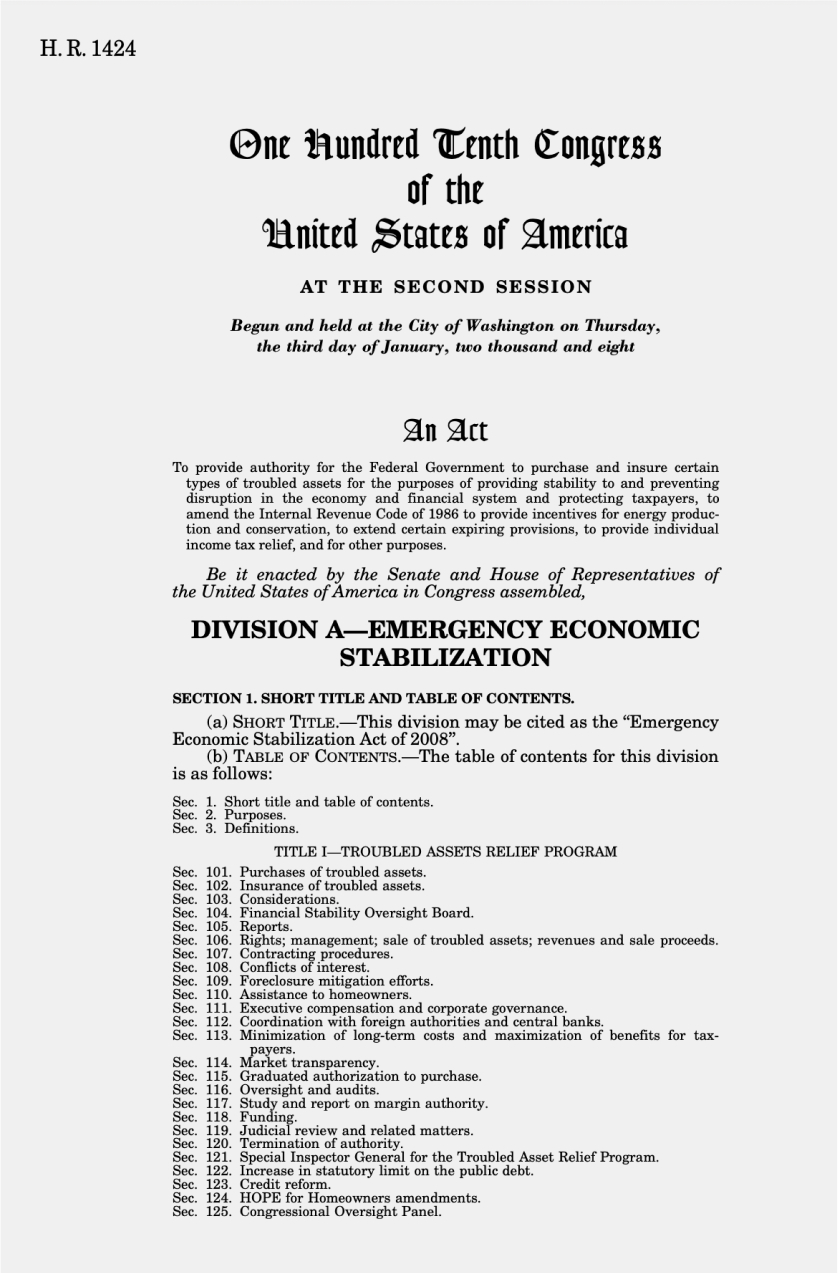 H. R. 1424
One Hundred Tenth Congress
of the
United States of America
AT THE SECOND SESSION
Begun and held at the City of Washington on Thursday,
the third day of January, two thousand and eight
An Act
To provide authority for the Federal Government to purchase and insure certain
types of troubled assets for the purposes of providing stability to and preventing
disruption in the economy and financial system and protecting taxpayers, to
amend the Internal Revenue Code of 1986 to provide incentives for energy produc-
tion and conservation, to extend certain expiring provisions, to provide individual
income tax relief, and for other purposes.
Be it enacted by the Senate and House of Representatives of
the United States of America in Congress assembled,
DIVISION A—EMERGENCY ECONOMIC
STABILIZATION
SECTION 1. SHORT TITLE AND TABLE OF CONTENTS.
(a) SHORT TITLE.—This division may be cited as the “Emergency
Economic Stabilization Act of 2008”.
(b) TABLE OF CONTENTS.—The table of contents for this division
is as follows:
Sec. 1. Short title and table of contents.
Sec. 2. Purposes.
Sec. 3. Definitions.
TITLE I—TROUBLED ASSETS RELIEF PROGRAM
Sec. 101. Purchases of troubled assets.
Sec. 102. Insurance of troubled assets.
Sec. 103. Considerations.
Sec. 104. Financial Stability Oversight Board.
Sec. 105. Reports.
Sec. 106. Rights; management; sale of troubled assets; revenues and sale proceeds.
Sec. 107. Contracting procedures.
Sec. 108. Conflicts of interest.
Sec. 109. Foreclosure mitigation efforts.
Sec. 110. Assistance to homeowners.
Sec. 111. Executive compensation and corporate governance.
Sec. 112. Coordination with foreign authorities and central banks.
Sec. 113. Minimization of long-term costs and maximization of benefits for tax-
payers.
Sec. 114. Market transparency.
Sec. 115. Graduated authorization to purchase.
Sec. 116. Oversight and audits.
Sec. 117. Study and report on margin authority.
Sec. 118. Funding.
Sec. 119. Judicial review and related matters.
Sec. 120. Termination of authority.
Sec. 121. Special Inspector General for the Troubled Asset Relief Program.
Sec. 122. Increase in statutory limit on the public debt.
Sec. 123. Credit reform.
Sec. 124. HOPE for Homeowners amendments.
Sec. 125. Congressional Oversight Panel.